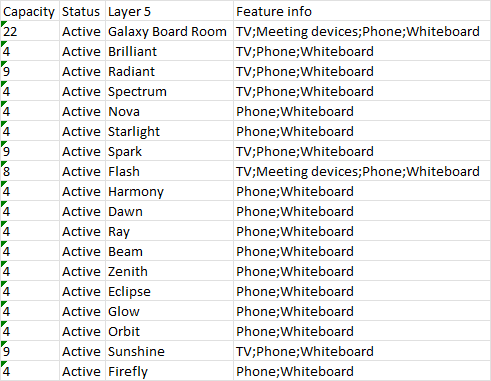 Capacity Status Layer 5 Feature info
22 Active Galaxy Board Room TV;Meeting devices;Phone;Whiteboard
4 Active Brilliant TV;Phone;Whiteboard
9 Active Radiant TV;Phone;Whiteboard
4 Active Spectrum TV;Phone;Whiteboard
4 Active Nova Phone;Whiteboard
4 Active Starlight Phone;Whiteboard
9 Active Spark TV;Phone;Whiteboard
8 Active Flash TV;Meeting devices;Phone;Whiteboard
4 Active Harmony Phone;Whiteboard
4 Active Dawn Phone;Whiteboard
4 Active Ray Phone;Whiteboard
4 Active Beam Phone;Whiteboard
4 Active Zenith Phone;Whiteboard
4 Active Eclipse Phone;Whiteboard
4 Active Glow Phone;Whiteboard
4 Active Orbit Phone;Whiteboard
9 Active Sunshine TV;Phone;Whiteboard
4 Active Firefly Phone;Whiteboard